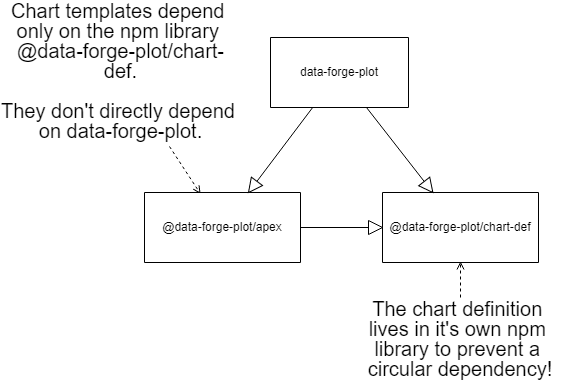 Chart templates depend
only on the npm library
@data-forge-plot/chart-
def.
They don't directly depend
on data-forge-plot.
data-forge-plot
@data-forge-plot/apex
@data-forge-plot/chart-def
The chart definition
lives in it's own npm
library to prevent a
circular dependency!